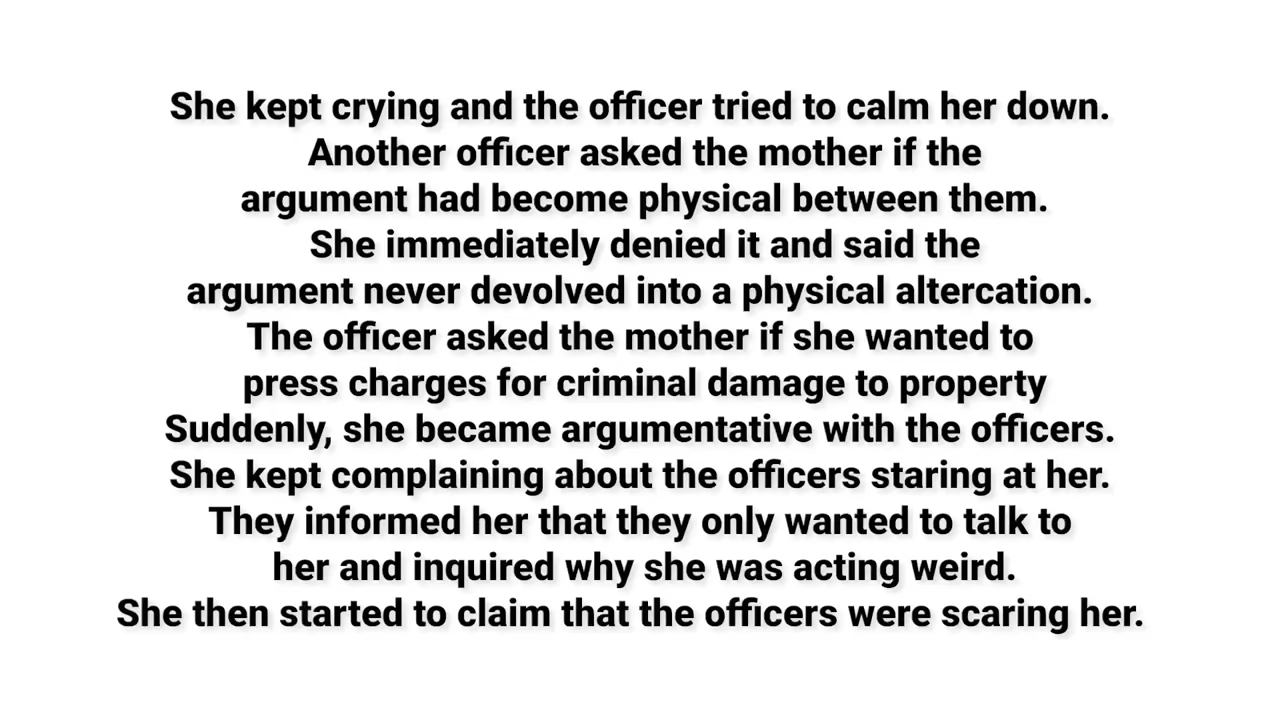 She kept crying and the officer tried to calm her down.
Another officer asked the mother if the
argument had become physical between them.
She immediately denied it and said the
argument never devolved into a physical altercation.
The officer asked the mother if she wanted to
press charges for criminal damage to property
Suddenly, she became argumentative with the officers.
She kept complaining about the officers staring at her.
They informed her that they only wanted to talk to
her and inquired why she was acting weird.
She then started to claim that the officers were scaring her.